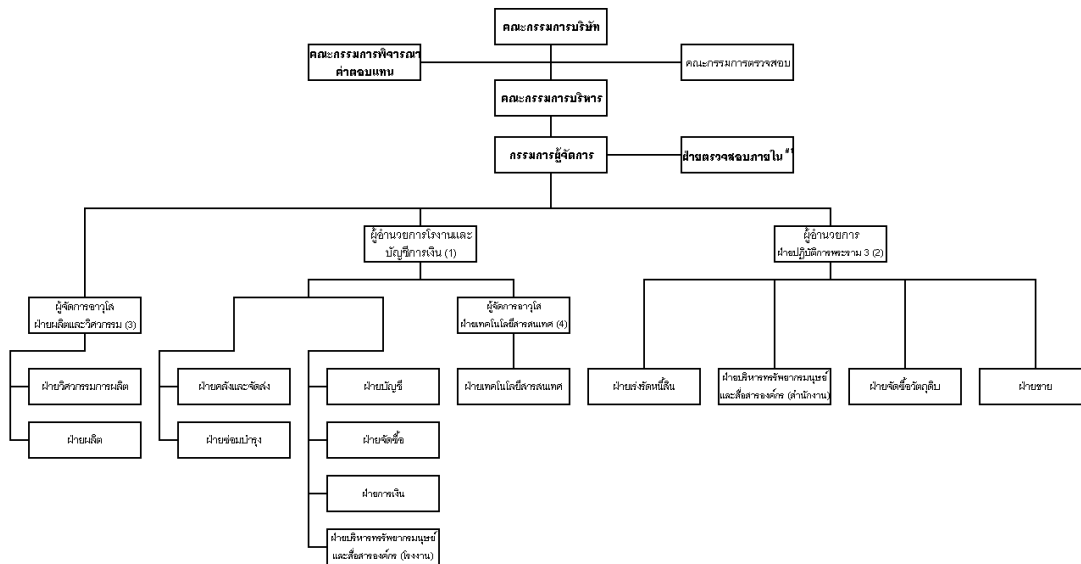 คณะกรรมการบริษัท
คณะกรรมการพิจารณา
ค่าตอบแทน
คณะกรรมการตรวจสอบ
คณะกรรมการบริหาร
กรรมการผู้จัดการ
ฝ่ายตรวจสอบภายใน #1
ผู้อำนวยการโรงานและ
บัญชีการเงิน (1)
ผู้อำนวยการ
ฝ่ายปฏิบัติการพระราม 3 (2)
ผู้จัดการอาวุโส
ฝ่ายผลิตและวิศวกรรม (3)
ผู้จัดการอาวุโส
ฝ่ายเทคโนโลยีสารสนเทศ (4)
ฝ่ายวิศวกรรมการผลิต
ฝ่ายคลังและจัดส่ง
ฝ่ายบัญชี
ฝ่ายเทคโนโลยีสารสนเทศ
ฝ่ายเร่งรัดหนี้สิน
ฝ่ายบริหารทรัพยากรมนุษย์
และสื่อสารองค์กร (สำนักงาน)
ฝ่ายจัดซื้อวัตถุดิบ
ฝ่ายขาย
ฝ่ายผลิต
ฝ่ายซ่อมบำรุง
ฝ่ายจัดซื้อ
ฝ่ายการเงิน
ฝ่ายบริหารทรัพยากรมนุษย์
และสื่อสารองค์กร (โรงงาน)